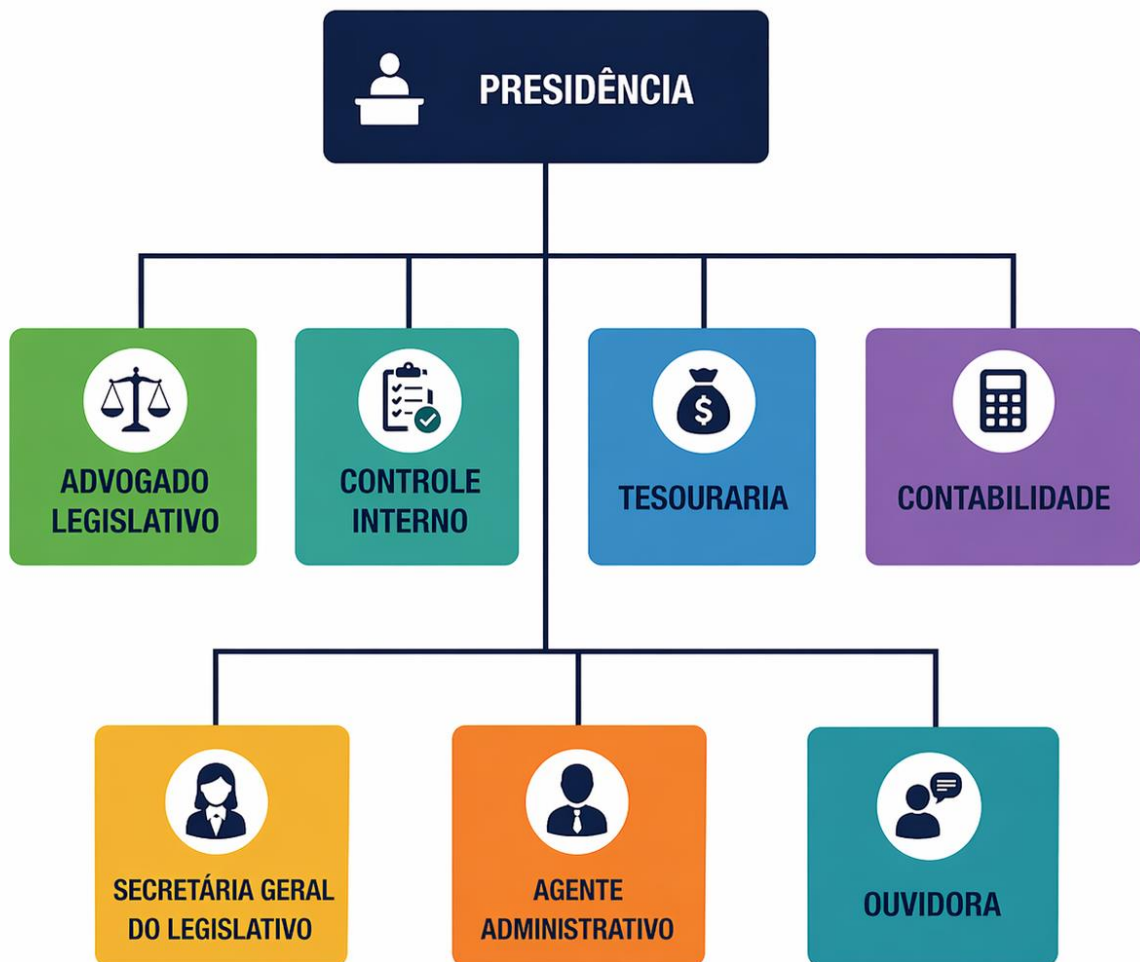 PRESIDÊNCIA
ADVOGADO
LEGISLATIVO
CONTROLE
INTERNO
$
TESOURARIA
CONTABILIDADE
SECRETÁRIA GERAL
DO LEGISLATIVO
AGENTE
ADMINISTRATIVO
OUVIDORA